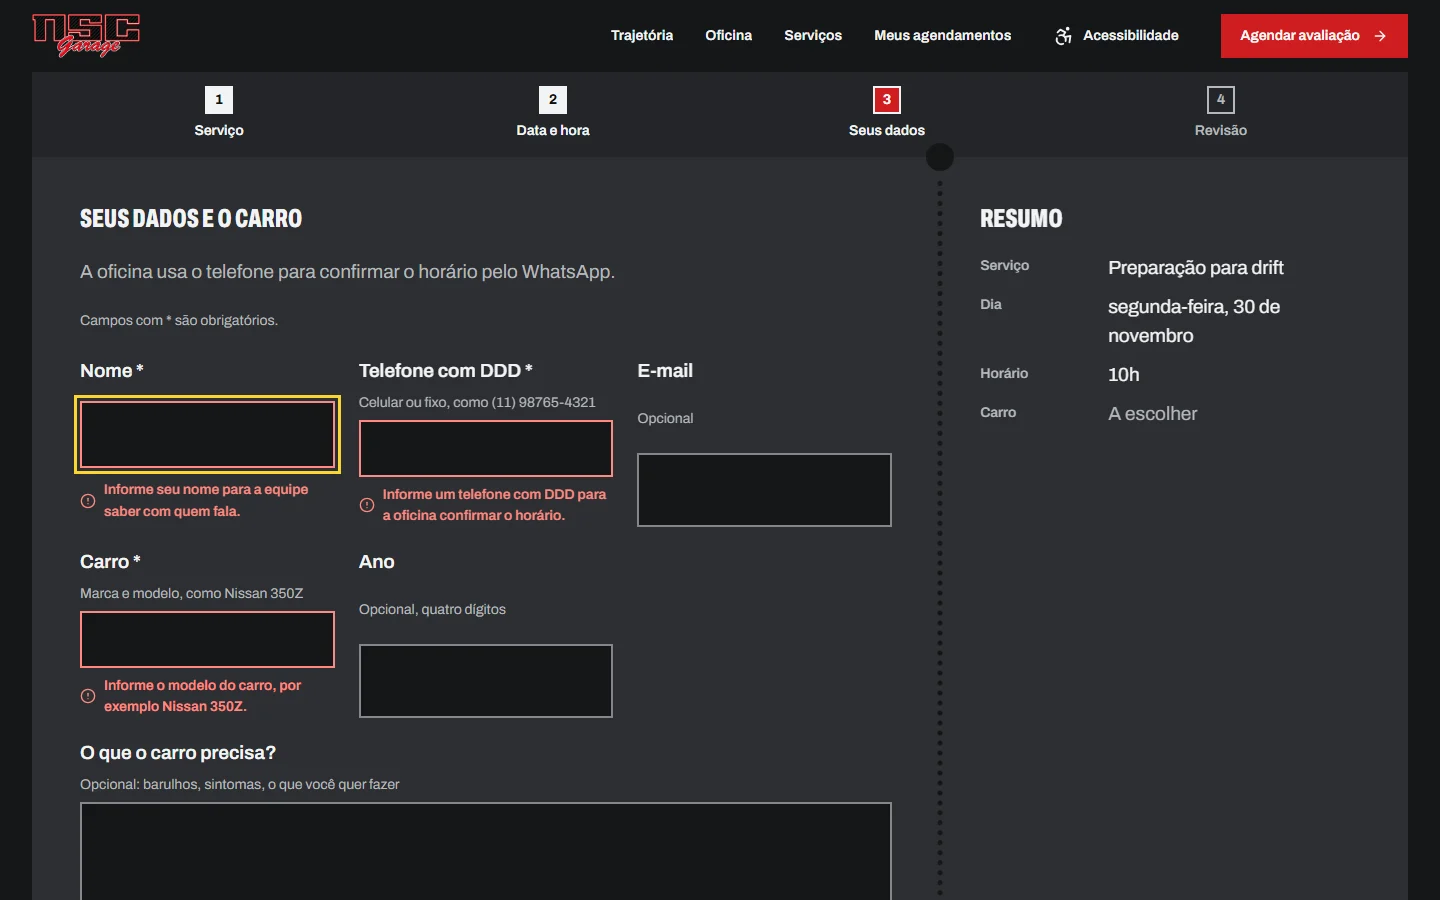 NSC
Garage
Trajetória
Oficina
Serviços
Meus agendamentos
Acessibilidade
Agendar avaliação
1
Serviço
2
Data e hora
3
Seus dados
4
Revisão
SEUS DADOS E O CARRO
A oficina usa o telefone para confirmar o horário pelo WhatsApp.
Campos com * são obrigatórios.
Nome *
Informe seu nome para a equipe
saber com quem fala.
Telefone com DDD *
Celular ou fixo, como (11) 98765-4321
Informe um telefone com DDD para
a oficina confirmar o horário.
E-mail
Opcional
Carro *
Marca e modelo, como Nissan 350Z
Informe o modelo do carro, por
exemplo Nissan 350Z.
Ano
Opcional, quatro dígitos
O que o carro precisa?
Opcional: barulhos, sintomas, o que você quer fazer
RESUMO
Serviço
Preparação para drift
Dia
segunda-feira, 30 de
novembro
Horário
10h
Carro
A escolher